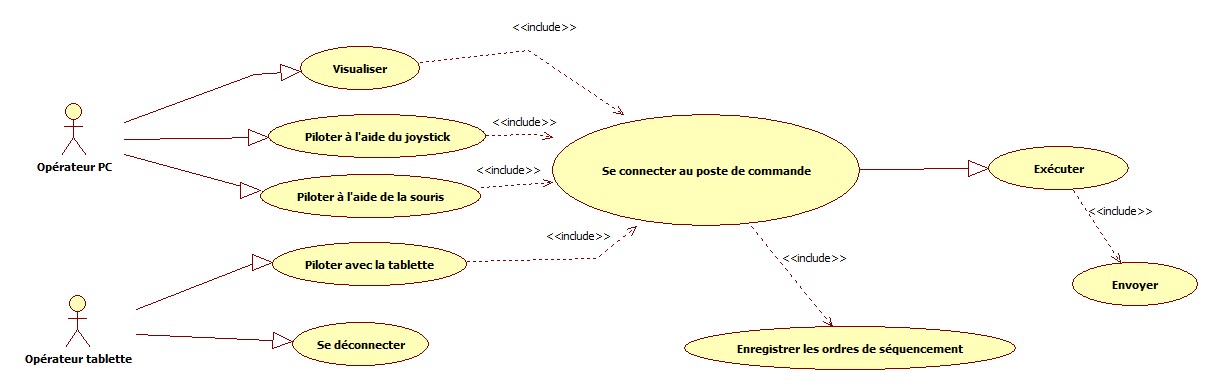 <<include>>
Visualiser
<<include>>
Piloter à l'aide du joystick
Opérateur PC
<<include>>
Se connecter au poste de commande
Exécuter
Piloter à l'aide de la souris
<<include>>
<<include>>
Piloter avec la tablette
<<include>>
Envoyer
Se déconnecter
Enregistrer les ordres de séquencement
Opérateur tablette